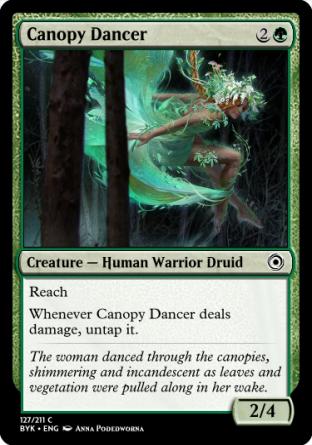 Canopy Dancer 2
Creature — Human Warrior Druid
Reach
Whenever Canopy Dancer deals
damage, untap it.
The woman danced through the canopies,
shimmering and incandescent as leaves and
vegetation were pulled along in her wake.
2/4
127/211 C
BYK • ENG Anna Podedworna